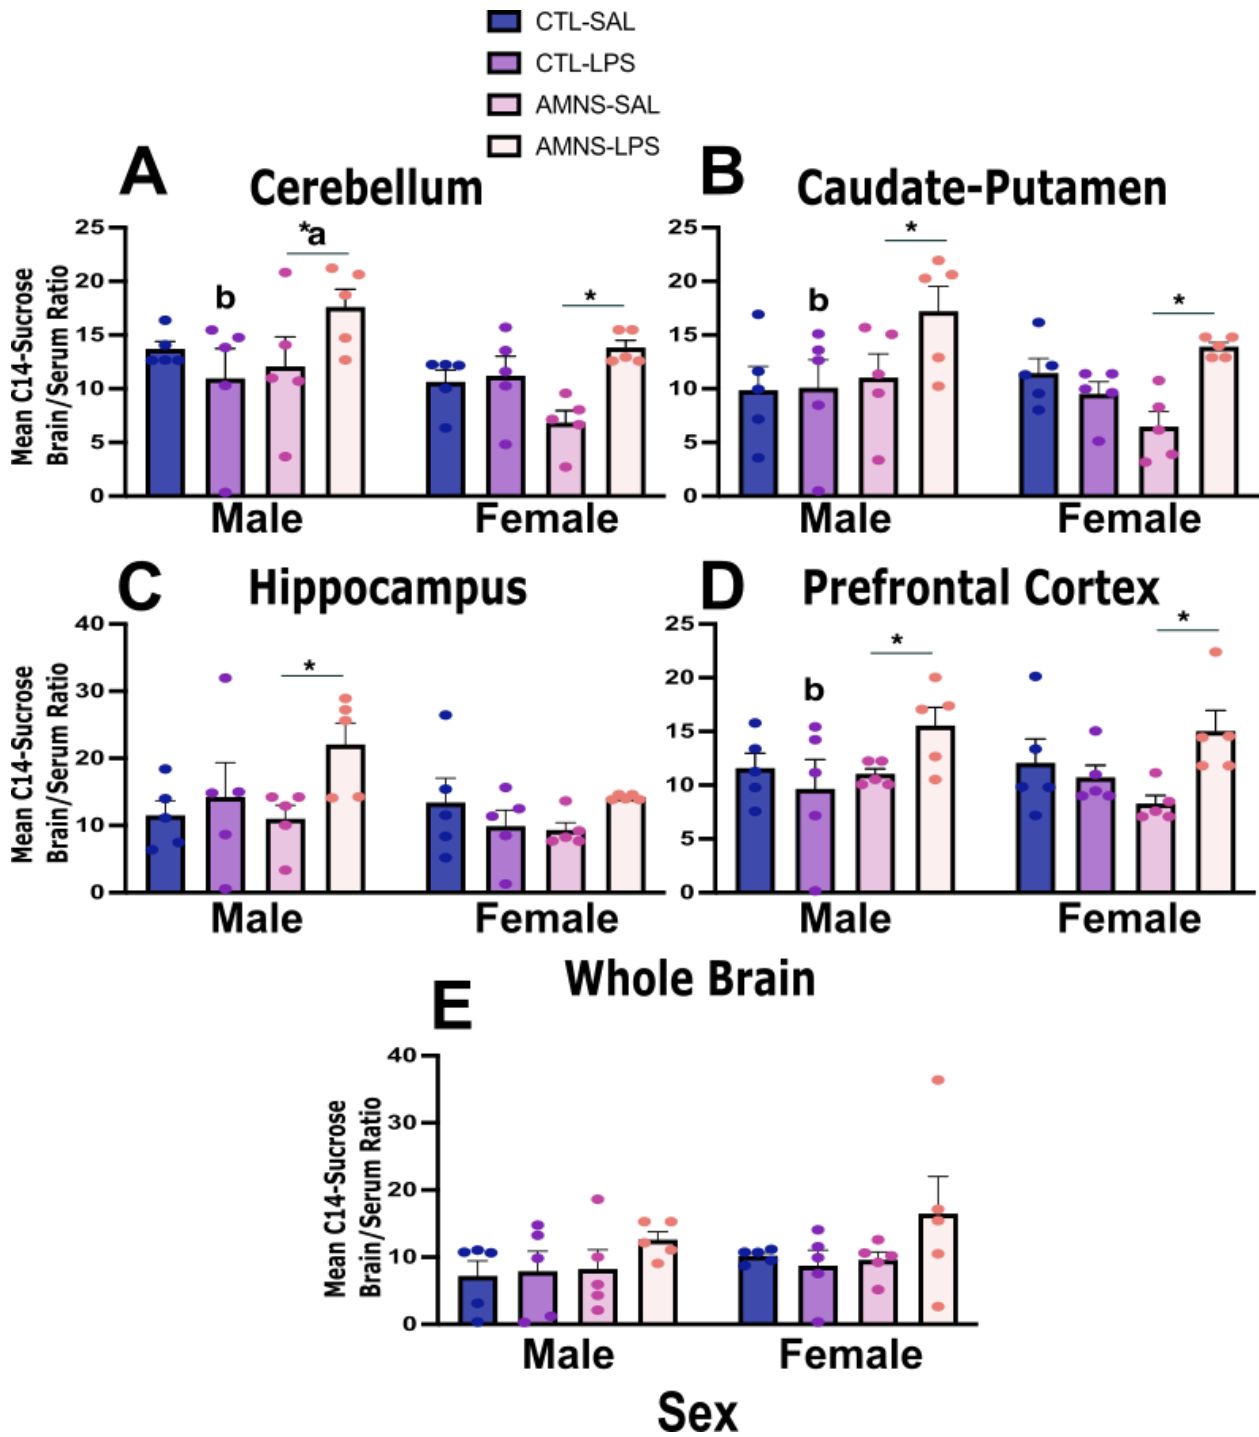 CTL-SAL
CTL-LPS
AMNS-SAL
AMNS-LPS
A
Cerebellum
Mean C14-Sucrose
Brain/Serum Ratio
25
20
15
10
5
0
b
*a
*
Male
Female
B
Caudate-Putamen
25
20
15
10
5
0
b
*
*
Male
Female
C
Hippocampus
Mean C14-Sucrose
Brain/Serum Ratio
40
30
20
10
0
*
Male
Female
D
Prefrontal Cortex
25
20
15
10
5
0
b
*
*
Male
Female
E
Whole Brain
Mean C14-Sucrose
Brain/Serum Ratio
40
30
20
10
0
Male
Female
Sex